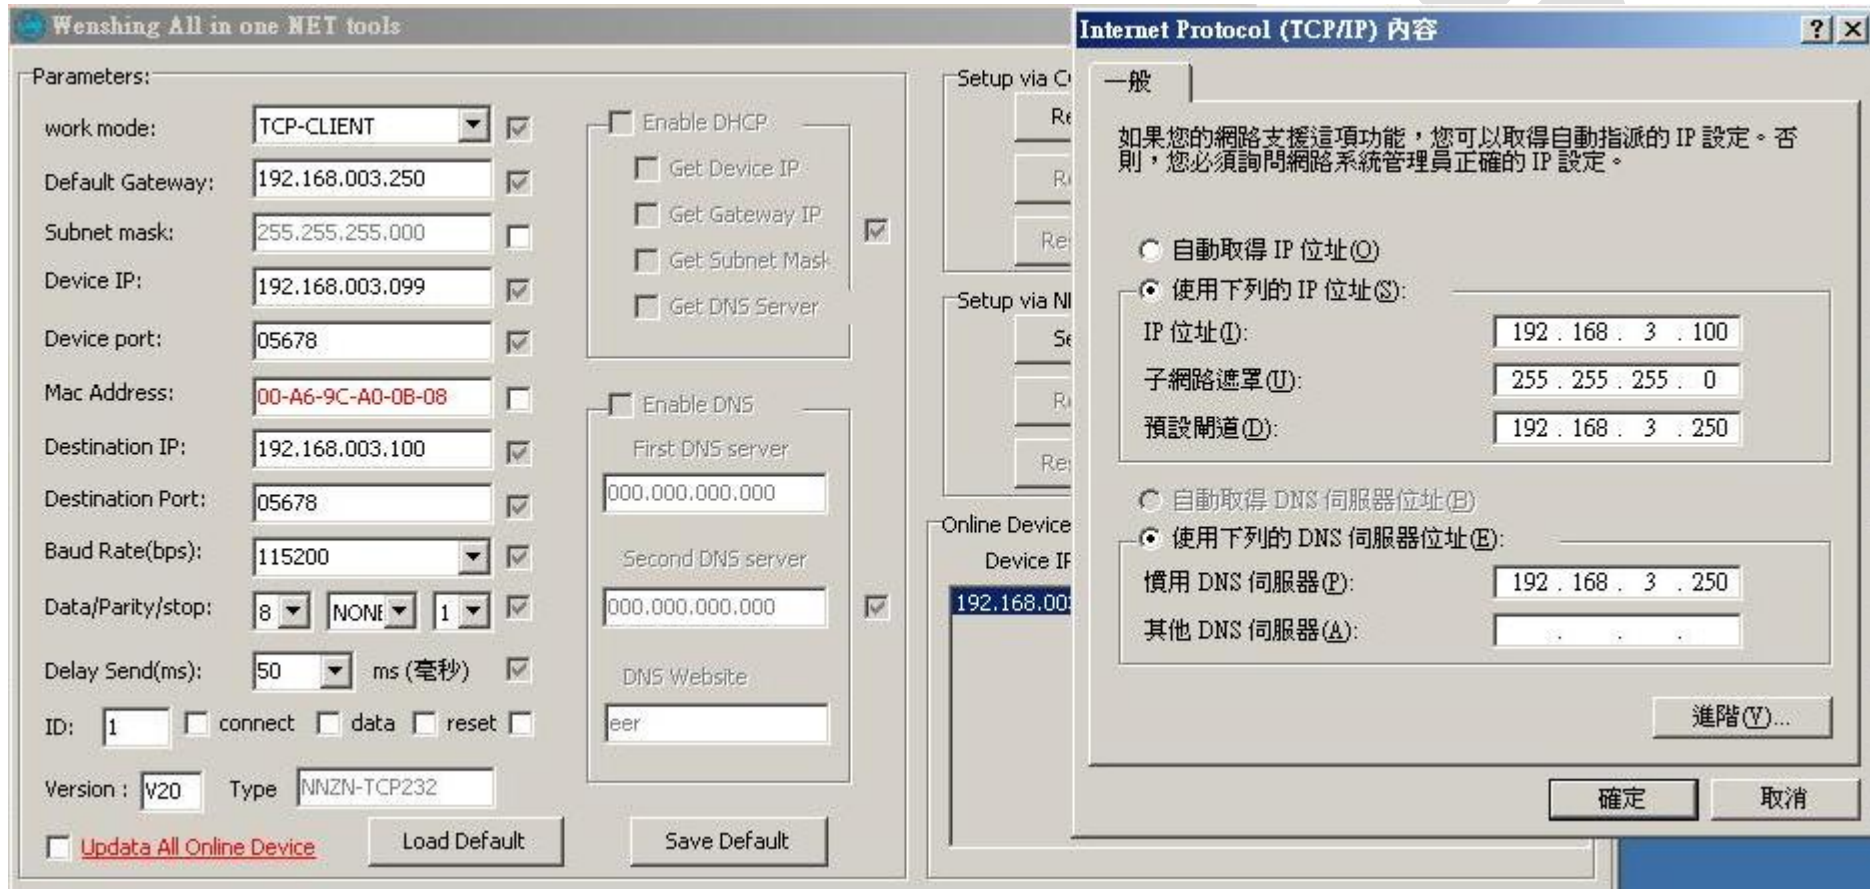 Wenshing All in one NET tools
Parameters:
work mode: TCP-CLIENT
Default Gateway: 192.168.003.250
Subnet mask: 255.255.255.000
Device IP: 192.168.003.099
Device port: 05678
Mac Address: 00-A6-9C-A0-0B-08
Destination IP: 192.168.003.100
Destination Port: 05678
Baud Rate(bps): 115200
Data/Parity/stop: 8 NONE 1
Delay Send(ms): 50 ms (毫秒)
ID: 1 connect data reset
Version : V20 Type NNZN-TCP232
Updata All Online Device Load Default Save Default
Enable DHCP
Get Device IP
Get Gateway IP
Get Subnet Mask
Get DNS Server
Enable DNS
First DNS server
000.000.000.000
Second DNS server
000.000.000.000
DNS Website
eer
Setup via
Setup via
Online Device
Device IP
192.168.00
Internet Protocol (TCP/IP) 內容
一般
如果您的網路支援這項功能，您可以取得自動指派的 IP 設定。否
則，您必須詢問網路系統管理員正確的 IP 設定。
自動取得 IP 位址(O)
使用下列的 IP 位址(S):
IP 位址(I): 192 . 168 . 3 . 100
子網路遮罩(U): 255 . 255 . 255 . 0
預設閘道(D): 192 . 168 . 3 . 250
自動取得 DNS 伺服器位址(B)
使用下列的 DNS 伺服器位址(E):
慣用 DNS 伺服器(P): 192 . 168 . 3 . 250
其他 DNS 伺服器(A): . . .
進階(V)...
確定 取消